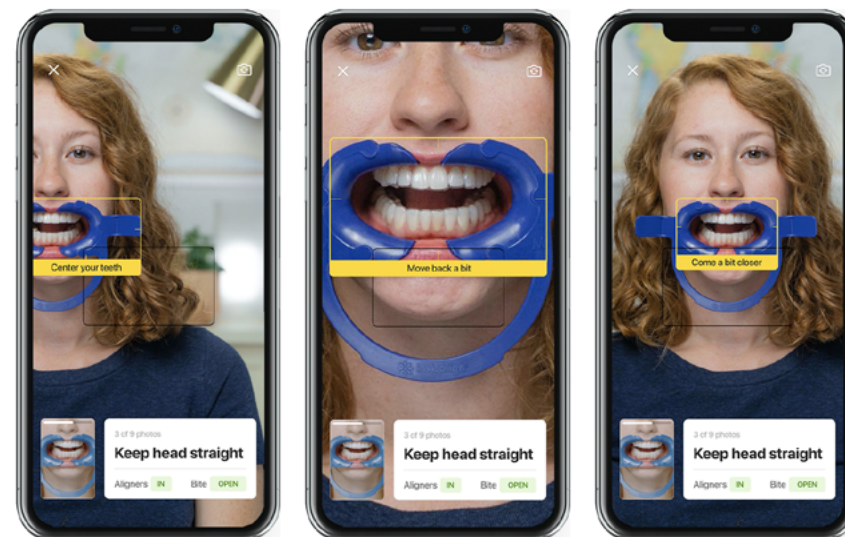 Center your teeth
3 of 9 photos
Keep head straight
Aligners IN Bite OPEN
Move back a bit
3 of 9 photos
Keep head straight
Aligners IN Bite OPEN
Come a bit closer
3 of 9 photos
Keep head straight
Aligners IN Bite OPEN